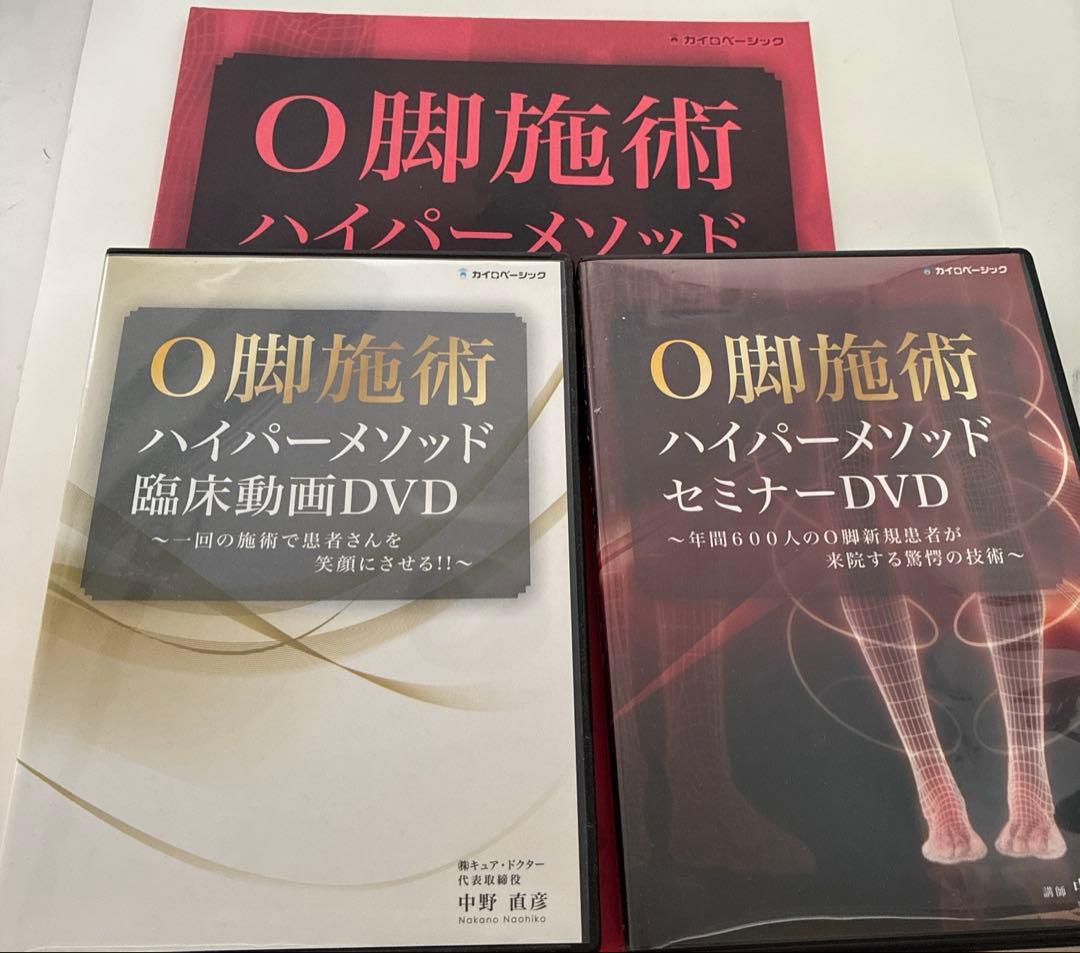 カイロベーシック
O脚施術
ハイパーメソッド
カイロベーシック
O脚施術
ハイパーメソッド
臨床動画DVD
～一回の施術で患者さんを
笑顔にさせる!!～
㈱キュア・ドクター
代表取締役
中野 直彦
Nakano Naohiko
カイロベーシック
O脚施術
ハイパーメソッド
セミナーDVD
～年間600人のO脚新規患者が
来院する驚愕の技術～
講師